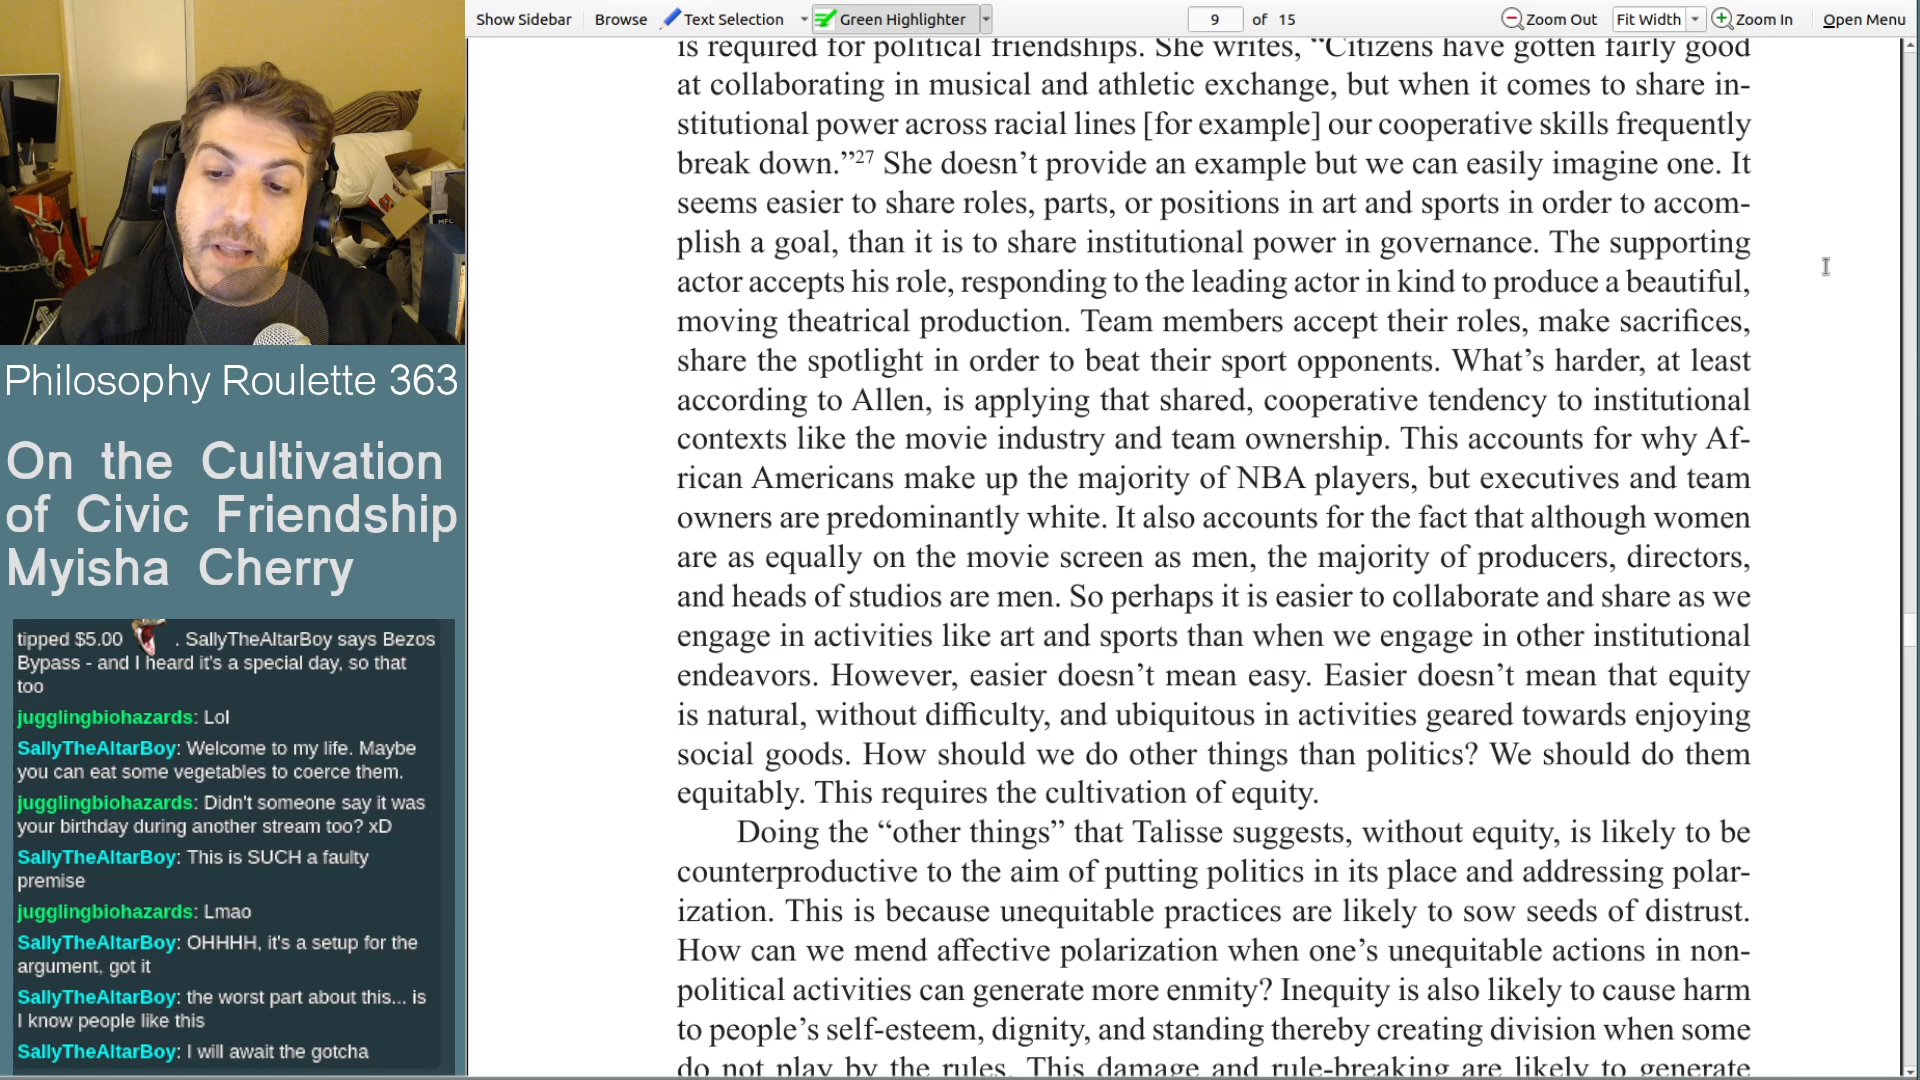 Show Sidebar Browse Text Selection Green Highlighter 9 of 15 Zoom Out Fit Width Zoom In Open Menu
is required for political friendships. She writes, “Citizens have gotten fairly good
at collaborating in musical and athletic exchange, but when it comes to share in-
stitutional power across racial lines [for example] our cooperative skills frequently
break down.”27 She doesn’t provide an example but we can easily imagine one. It
seems easier to share roles, parts, or positions in art and sports in order to accom-
plish a goal, than it is to share institutional power in governance. The supporting
actor accepts his role, responding to the leading actor in kind to produce a beautiful,
moving theatrical production. Team members accept their roles, make sacrifices,
share the spotlight in order to beat their sport opponents. What’s harder, at least
according to Allen, is applying that shared, cooperative tendency to institutional
contexts like the movie industry and team ownership. This accounts for why Af-
rican Americans make up the majority of NBA players, but executives and team
owners are predominantly white. It also accounts for the fact that although women
are as equally on the movie screen as men, the majority of producers, directors,
and heads of studios are men. So perhaps it is easier to collaborate and share as we
engage in activities like art and sports than when we engage in other institutional
endeavors. However, easier doesn’t mean easy. Easier doesn’t mean that equity
is natural, without difficulty, and ubiquitous in activities geared towards enjoying
social goods. How should we do other things than politics? We should do them
equitably. This requires the cultivation of equity.
Doing the “other things” that Talisse suggests, without equity, is likely to be
counterproductive to the aim of putting politics in its place and addressing polar-
ization. This is because unequitable practices are likely to sow seeds of distrust.
How can we mend affective polarization when one’s unequitable actions in non-
political activities can generate more enmity? Inequity is also likely to cause harm
to people’s self-esteem, dignity, and standing thereby creating division when some
do not play by the rules. This damage and rule-breaking are likely to generate
Philosophy Roulette 363
On the Cultivation
of Civic Friendship
Myisha Cherry
tipped $5.00 . SallyTheAltarBoy says Bezos
Bypass - and I heard it's a special day, so that
too
jugglingbiohazards: Lol
SallyTheAltarBoy: Welcome to my life. Maybe
you can eat some vegetables to coerce them.
jugglingbiohazards: Didn't someone say it was
your birthday during another stream too? xD
SallyTheAltarBoy: This is SUCH a faulty
premise
jugglingbiohazards: Lmao
SallyTheAltarBoy: OHHHH, it's a setup for the
argument, got it
SallyTheAltarBoy: the worst part about this... is
I know people like this
SallyTheAltarBoy: I will await the gotcha